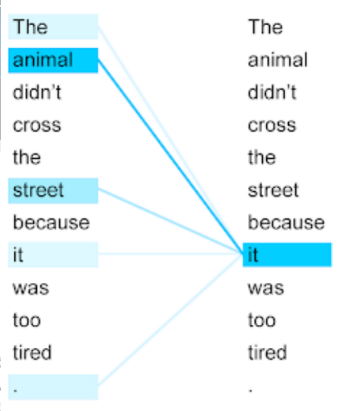 The
animal
didn't
cross
the
street
because
it
was
too
tired
.
The
animal
didn't
cross
the
street
because
it
was
too
tired
.